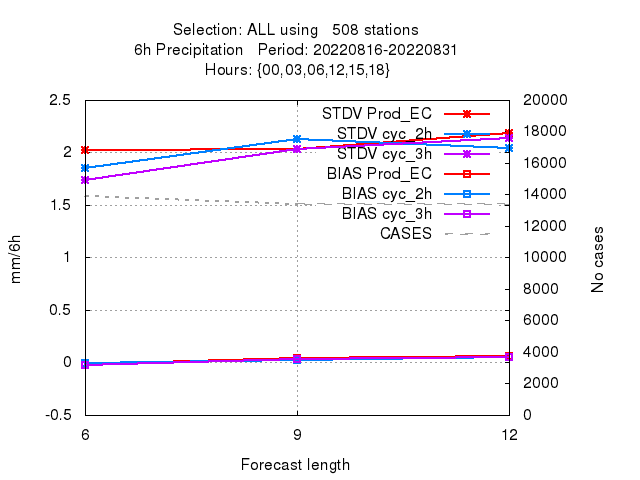 Selection: ALL using   508 stations
6h Precipitation   Period: 20220816-20220831
Hours: {00,03,06,12,15,18}
2.5
2
1.5
1
0.5
0
-0.5
mm/6h
STDV Prod_EC
STDV cyc_2h
STDV cyc_3h
BIAS Prod_EC
BIAS cyc_2h
BIAS cyc_3h
CASES
20000
18000
16000
14000
12000
10000
8000
6000
4000
2000
0
No cases
6
9
12
Forecast length